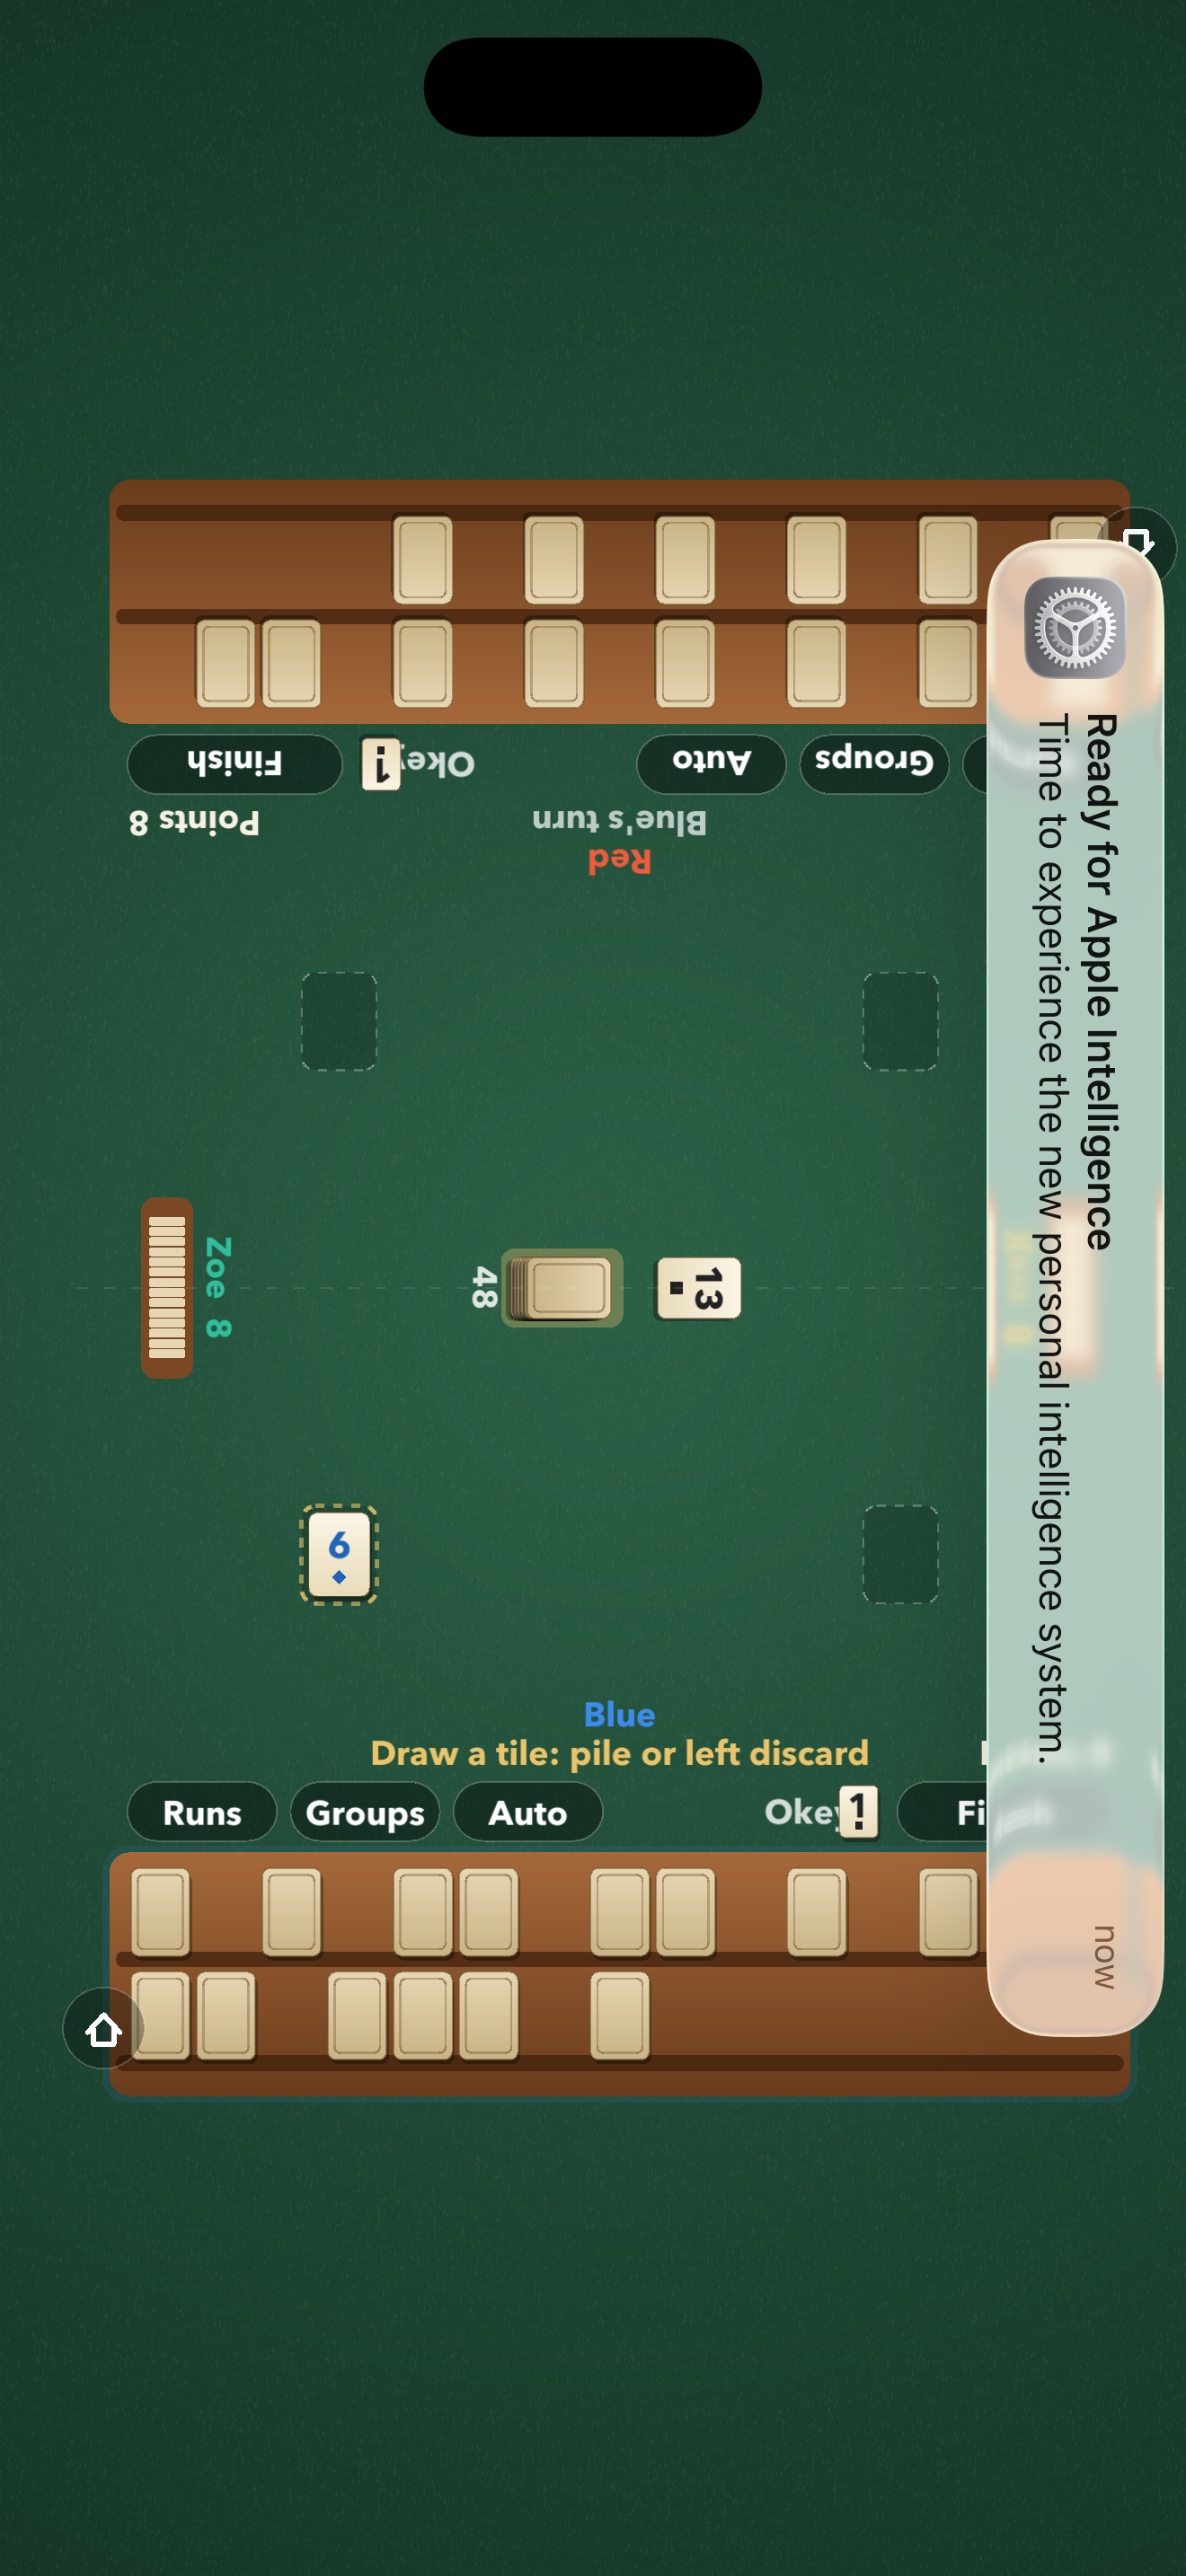 Finish
1
Okey
Auto
Groups
Points 8
Blue's turn
Red
Ready for Apple Intelligence
Time to experience the new personal intelligence system.
now
Zoe 8
48
13
6
Blue
Draw a tile: pile or left discard
Runs
Groups
Auto
Okey
1